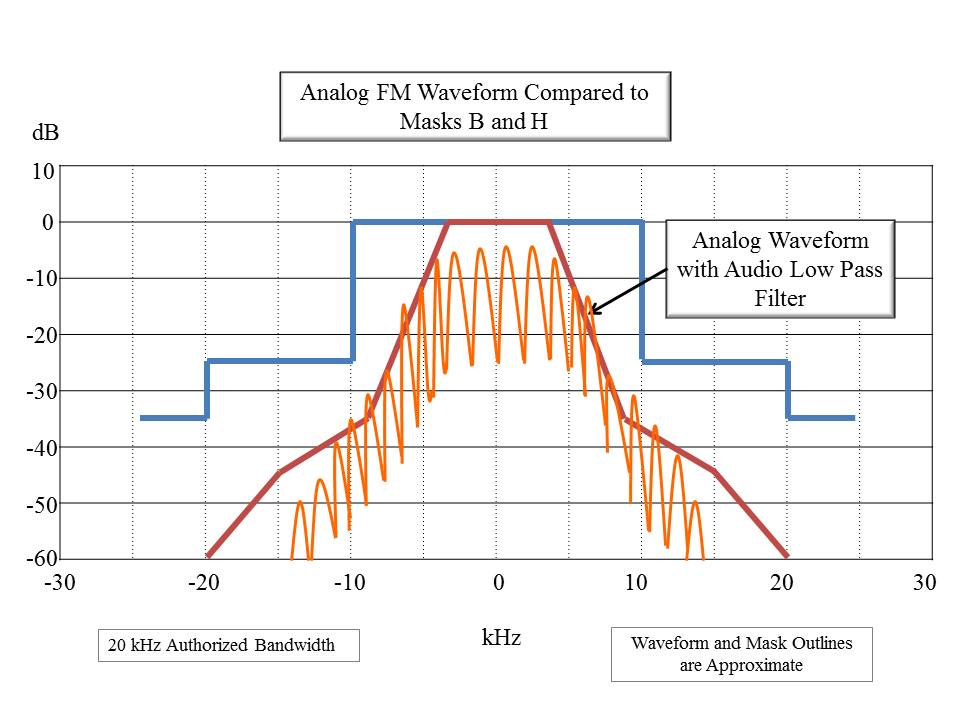 Analog FM Waveform Compared to
Masks B and H
dB
10
0
-10
-20
-30
-40
-50
-60
Analog Waveform
with Audio Low Pass
Filter
-30 -20 -10 0 10 20 30
kHz
20 kHz Authorized Bandwidth
Waveform and Mask Outlines
are Approximate